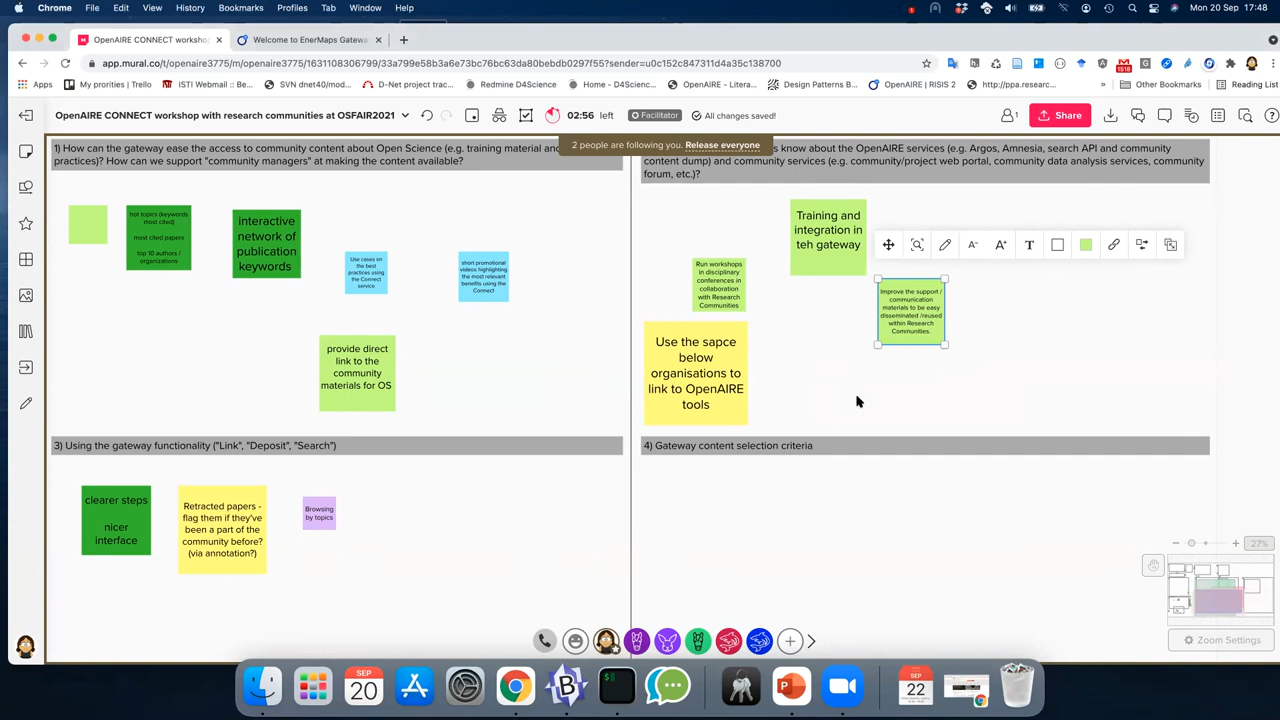 Chrome File Edit View History Bookmarks Profiles Tab Window Help
Mon 20 Sep 17:48
OpenAIRE CONNECT workshop
Welcome to EnerMaps Gatew
app.mural.co/t/openaire3775/m/openaire3775/1631108306799/33a799e58b3a6e73bc76bc63da80bebdb0297f55?sender=u0c152c847311d4a35c138700
1518
Apps My prorities | Trello ISTI Webmail :: SVN dnet40/mod... D-Net project trac... Redmine D4Science Home - D4Scienc... OpenAIRE - Litera... Design Patterns B... OpenAIRE | RISIS 2 http://ppa.researc... » Other Bookmarks Reading List
OpenAIRE CONNECT workshop with research communities at OSFAIR2021
02:56 left
Facilitator
All changes saved!
1
Share
2 people are following you. Release everyone
1) How can the gateway ease the access to community content about Open Science (e.g. training material and
practices)? How can we support "community managers" at making the content available?
know about the OpenAIRE services (e.g. Argos, Amnesia, search API and community
content dump) and community services (e.g. community/project web portal, community data analysis services, community
forum, etc.)?
hot topics (keywords
most cited)
most cited papers
top 10 authors /
organizations
interactive
network of
publication
keywords
Use cases on
the best
practices using
the Connect
service
short promotional
videos highlighting
the most relevant
benefits using the
Connect
provide direct
link to the
community
materials for OS
Training and
integration in
teh gateway
Run workshops
in disciplinary
conferences in
collaboration
with Research
Communities
Improve the support /
communication
materials to be easy
disseminated /reused
within Research
Communities.
Use the sapce
below
organisations to
link to OpenAIRE
tools
A- A+ T
3) Using the gateway functionality ("Link", "Deposit", "Search")
4) Gateway content selection criteria
clearer steps
nicer
interface
Retracted papers -
flag them if they've
been a part of the
community before?
(via annotation?)
Browsing
by topics
27%
Zoom Settings
SEP
20
SEP
22